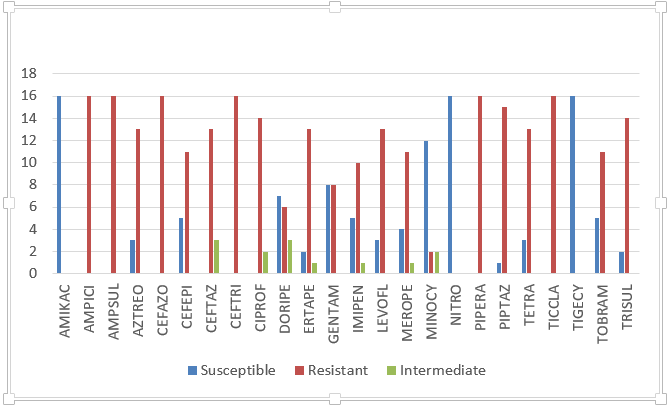 18
16
14
12
10
8
6
4
2
0
AMIKAC
AMPICI
AMPSUL
AZTREO
CEFAZO
CEFEPI
CEFTAZ
CEFTRI
CIPROF
DORIPE
ERTAPE
GENTAM
IMIPEN
LEVOFL
MEROPE
MINOCY
NITRO
PIPERA
PIPTAZ
TETRA
TICCLA
TIGECY
TOBRAM
TRISUL
Susceptible Resistant Intermediate